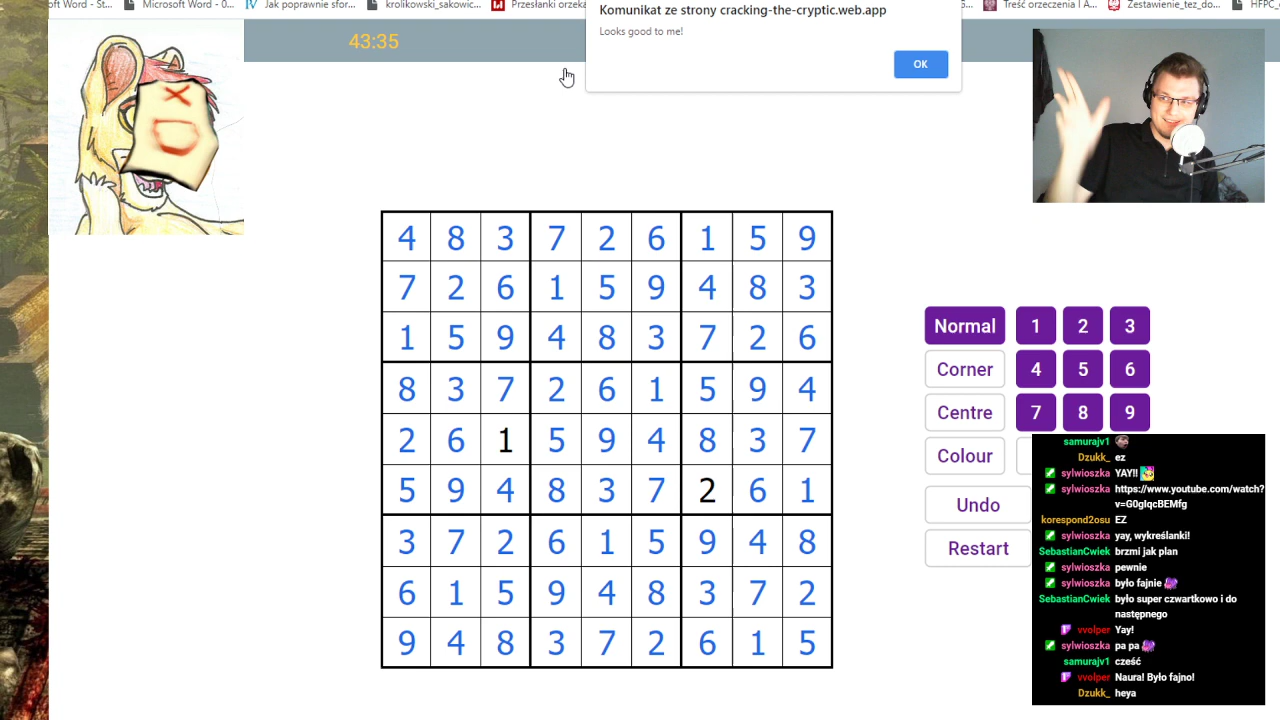 oft Word - St...
Microsoft Word - 0...
Jak poprawnie sfor...
krolikowski_sakowic...
Przesłanki orzeka
Treść orzeczenia I A...
Zestawienie_tez_do...
HFPC_
Komunikat ze strony cracking-the-cryptic.web.app
Looks good to me!
OK
43:35
4 8 3 7 2 6 1 5 9
7 2 6 1 5 9 4 8 3
1 5 9 4 8 3 7 2 6
8 3 7 2 6 1 5 9 4
2 6 1 5 9 4 8 3 7
5 9 4 8 3 7 2 6 1
3 7 2 6 1 5 9 4 8
6 1 5 9 4 8 3 7 2
9 4 8 3 7 2 6 1 5
Normal 1 2 3
Corner 4 5 6
Centre 7 8 9
Colour
Undo
Restart
samurajv1
Dzukk_ ez
sylwioszka YAY!!
sylwioszka https://www.youtube.com/watch?
v=G0gIqcBEMfg
korespond2osu EZ
sylwioszka yay, wykreślanki!
SebastianCwiek brzmi jak plan
sylwioszka pewnie
sylwioszka było fajnie
SebastianCwiek było super czwartkowo i do
następnego
vvolper Yay!
sylwioszka pa pa
samurajv1 cześć
vvolper Naura! Było fajno!
Dzukk_ heya